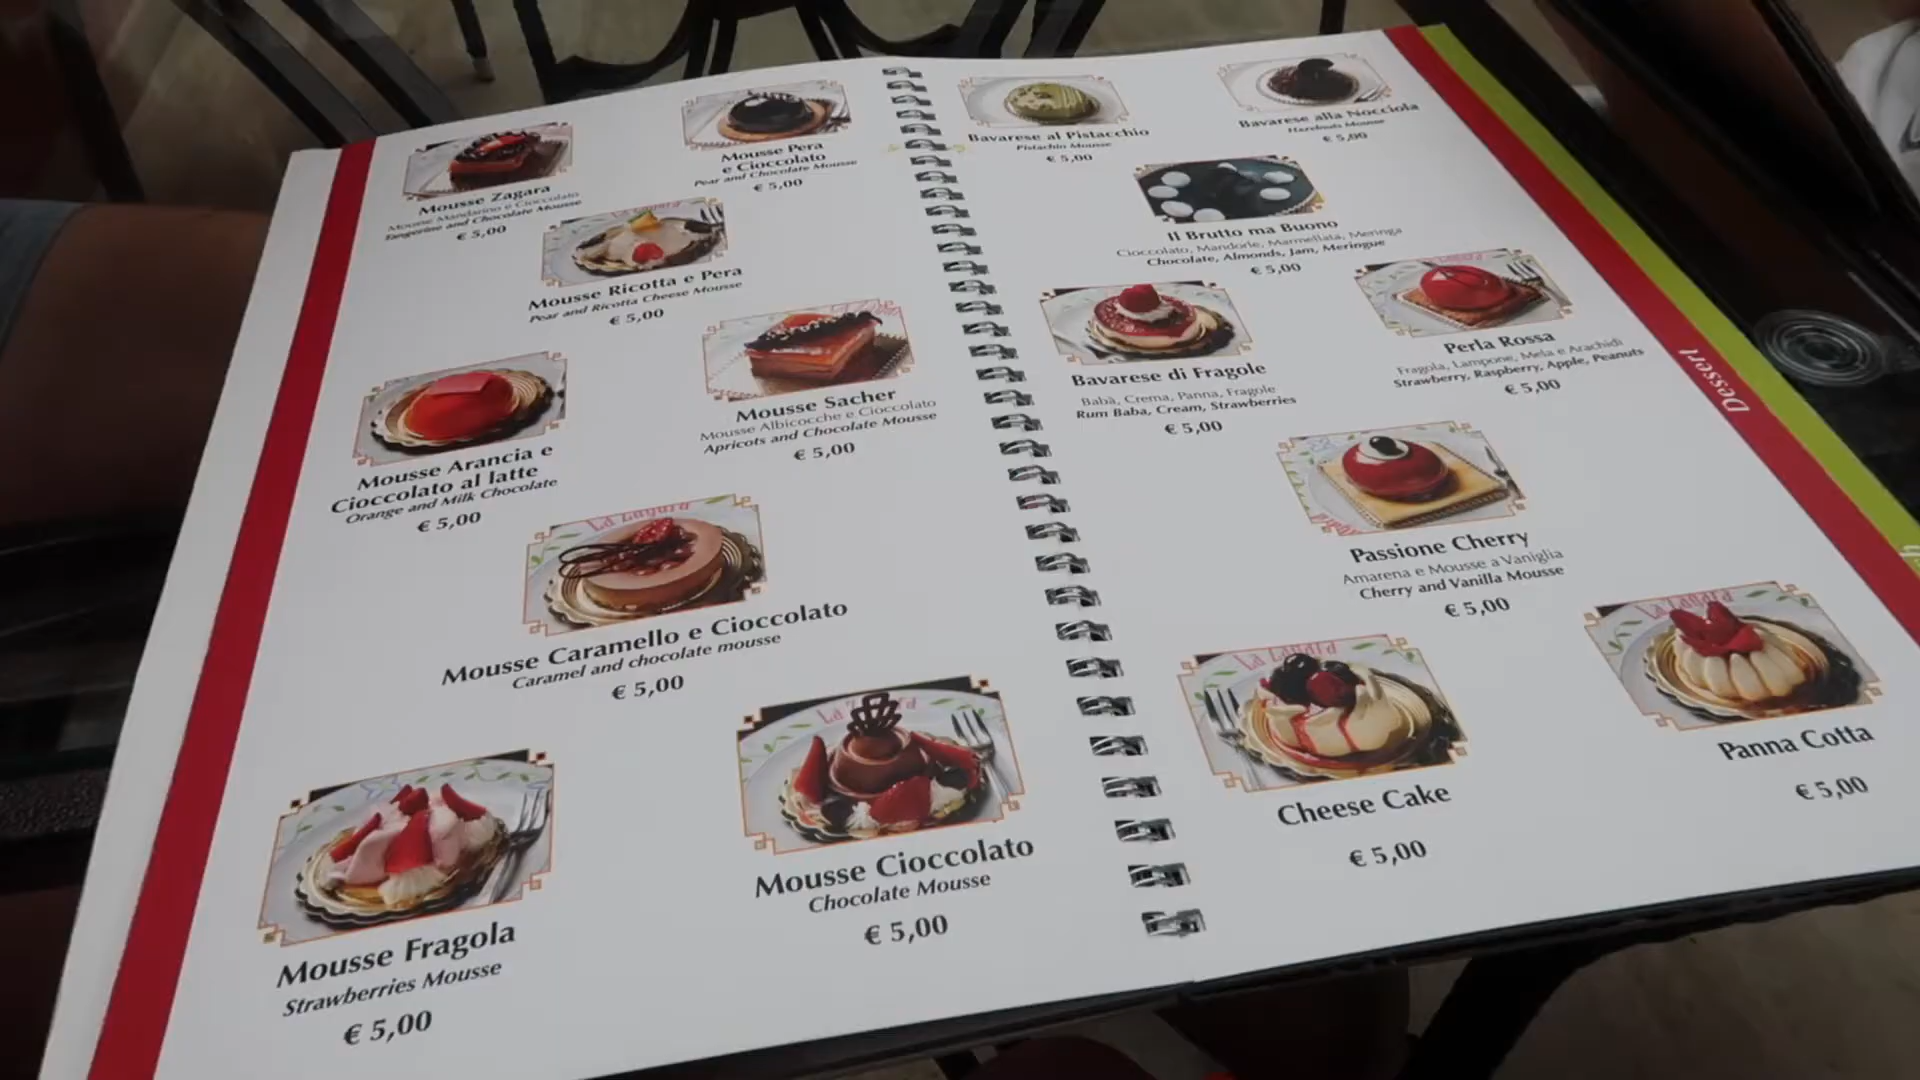 Mousse Zagara
Mousse Mandarino e Cioccolato
Tangerine and Chocolate Mousse
€ 5,00
Mousse Pera
e Cioccolato
Pear and Chocolate Mousse
€ 5,00
La Zagara
Mousse Ricotta e Pera
Pear and Ricotta Cheese Mousse
€ 5,00
Mousse Sacher
Mousse Albicocche e Cioccolato
Apricots and Chocolate Mousse
€ 5,00
Mousse Arancia e
Cioccolato al latte
Orange and Milk Chocolate
€ 5,00
La Zagara
Mousse Caramello e Cioccolato
Caramel and chocolate mousse
€ 5,00
La Zagara
Mousse Cioccolato
Chocolate Mousse
€ 5,00
Mousse Fragola
Strawberries Mousse
€ 5,00
Bavarese al Pistacchio
Pistachio Mousse
€ 5,00
Bavarese alla Nocciola
Hazelnuts Mousse
€ 5,00
Il Brutto ma Buono
Cioccolato, Mandorle, Marmellata, Meringa
Chocolate, Almonds, Jam, Meringue
€ 5,00
Bavarese di Fragole
Babà, Crema, Panna, Fragole
Rum Baba, Cream, Strawberries
€ 5,00
Perla Rossa
Fragola, Lampone, Mela e Arachidi
Strawberry, Raspberry, Apple, Peanuts
€ 5,00
Passione Cherry
Amarena e Mousse a Vaniglia
Cherry and Vanilla Mousse
€ 5,00
La Zagara
Cheese Cake
€ 5,00
La Zagara
Panna Cotta
€ 5,00
Dessert